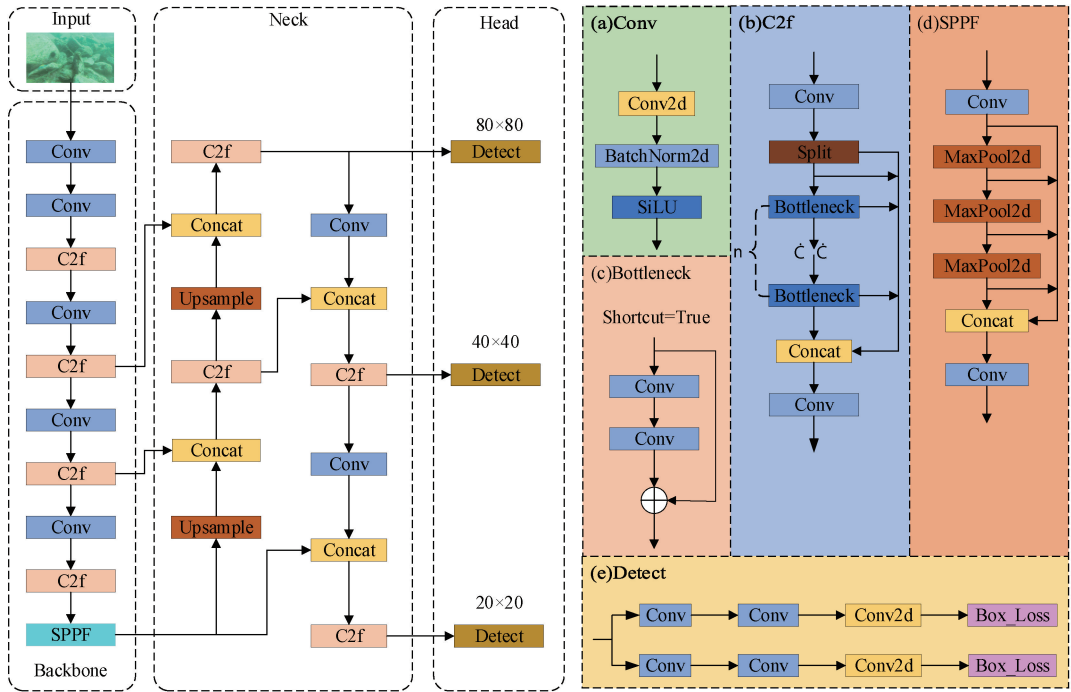 Input
Conv
Conv
C2f
Conv
C2f
Conv
C2f
Conv
C2f
SPPF
Backbone
Neck
C2f
Concat
Upsample
C2f
Concat
Upsample
Conv
Concat
C2f
Conv
Concat
C2f
Head
80×80
Detect
40×40
Detect
20×20
Detect
(a)Conv
Conv2d
BatchNorm2d
SiLU
(b)C2f
Conv
Split
Bottleneck
n
Ċ Ċ
Bottleneck
Concat
Conv
(c)Bottleneck
Shortcut=True
Conv
Conv
(d)SPPF
Conv
MaxPool2d
MaxPool2d
MaxPool2d
Concat
Conv
(e)Detect
Conv Conv Conv2d Box_Loss
Conv Conv Conv2d Box_Loss